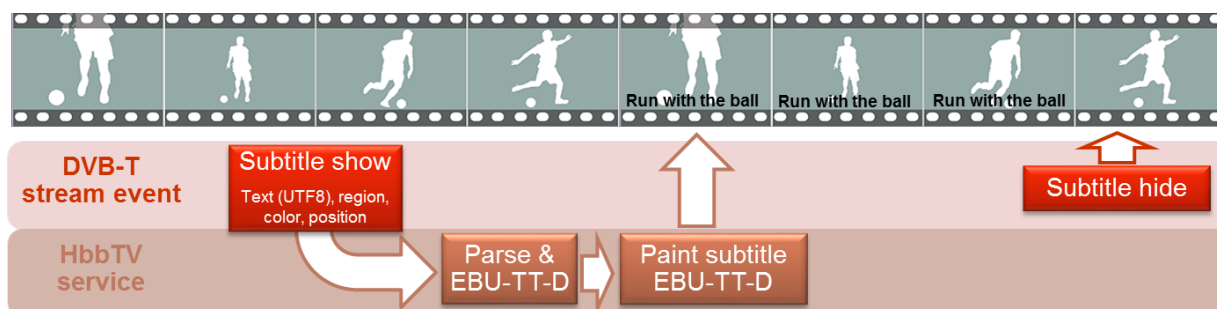 Run with the ball
Run with the ball
Run with the ball
DVB-T
stream event
Subtitle show
Text (UTF8), region,
color, position
Subtitle hide
HbbTV
service
Parse &
EBU-TT-D
Paint subtitle
EBU-TT-D